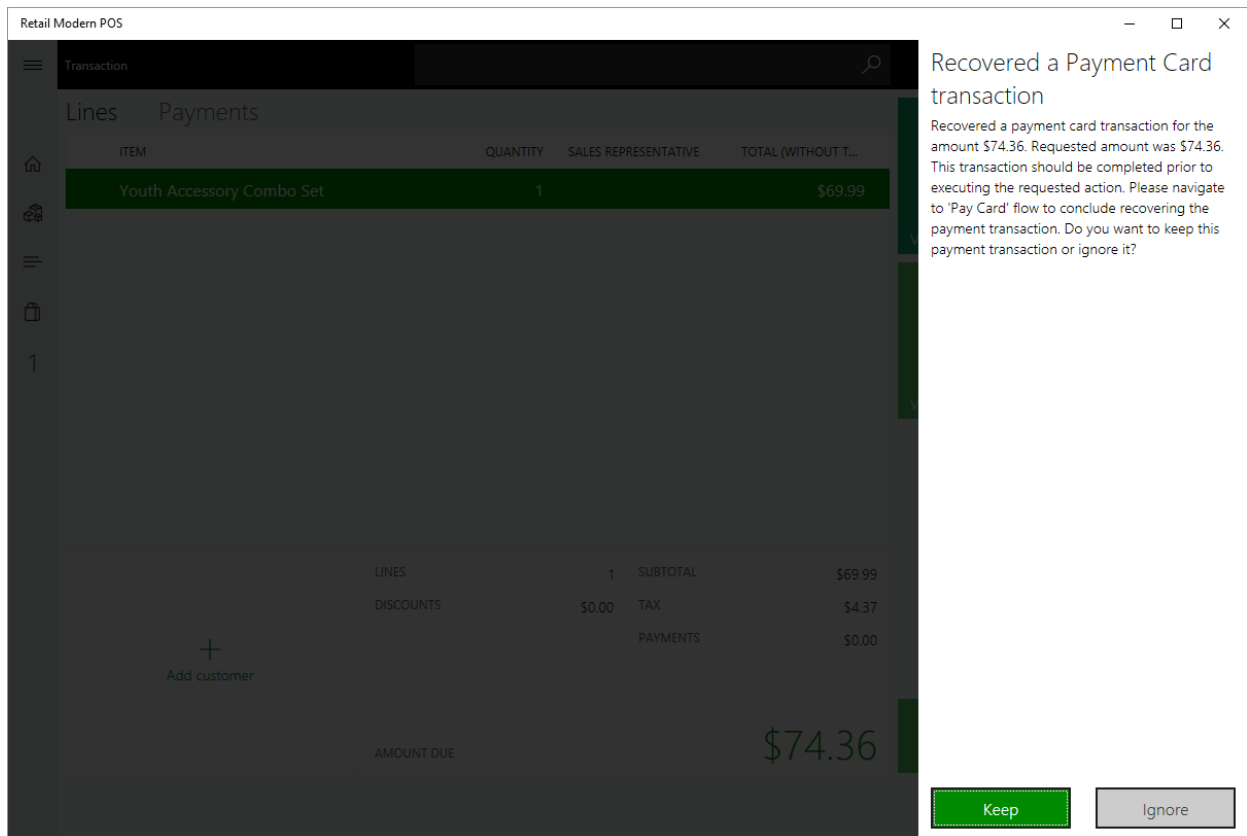 Retail Modern POS
Transaction
Lines Payments
ITEM QUANTITY SALES REPRESENTATIVE TOTAL (WITHOUT T...
Youth Accessory Combo Set 1 $69.99
1
LINES 1 SUBTOTAL $69.99
DISCOUNTS $0.00 TAX $4.37
PAYMENTS $0.00
Add customer
AMOUNT DUE $74.36
Recovered a Payment Card
transaction
Recovered a payment card transaction for the
amount $74.36. Requested amount was $74.36.
This transaction should be completed prior to
executing the requested action. Please navigate
to 'Pay Card' flow to conclude recovering the
payment transaction. Do you want to keep this
payment transaction or ignore it?
Keep Ignore